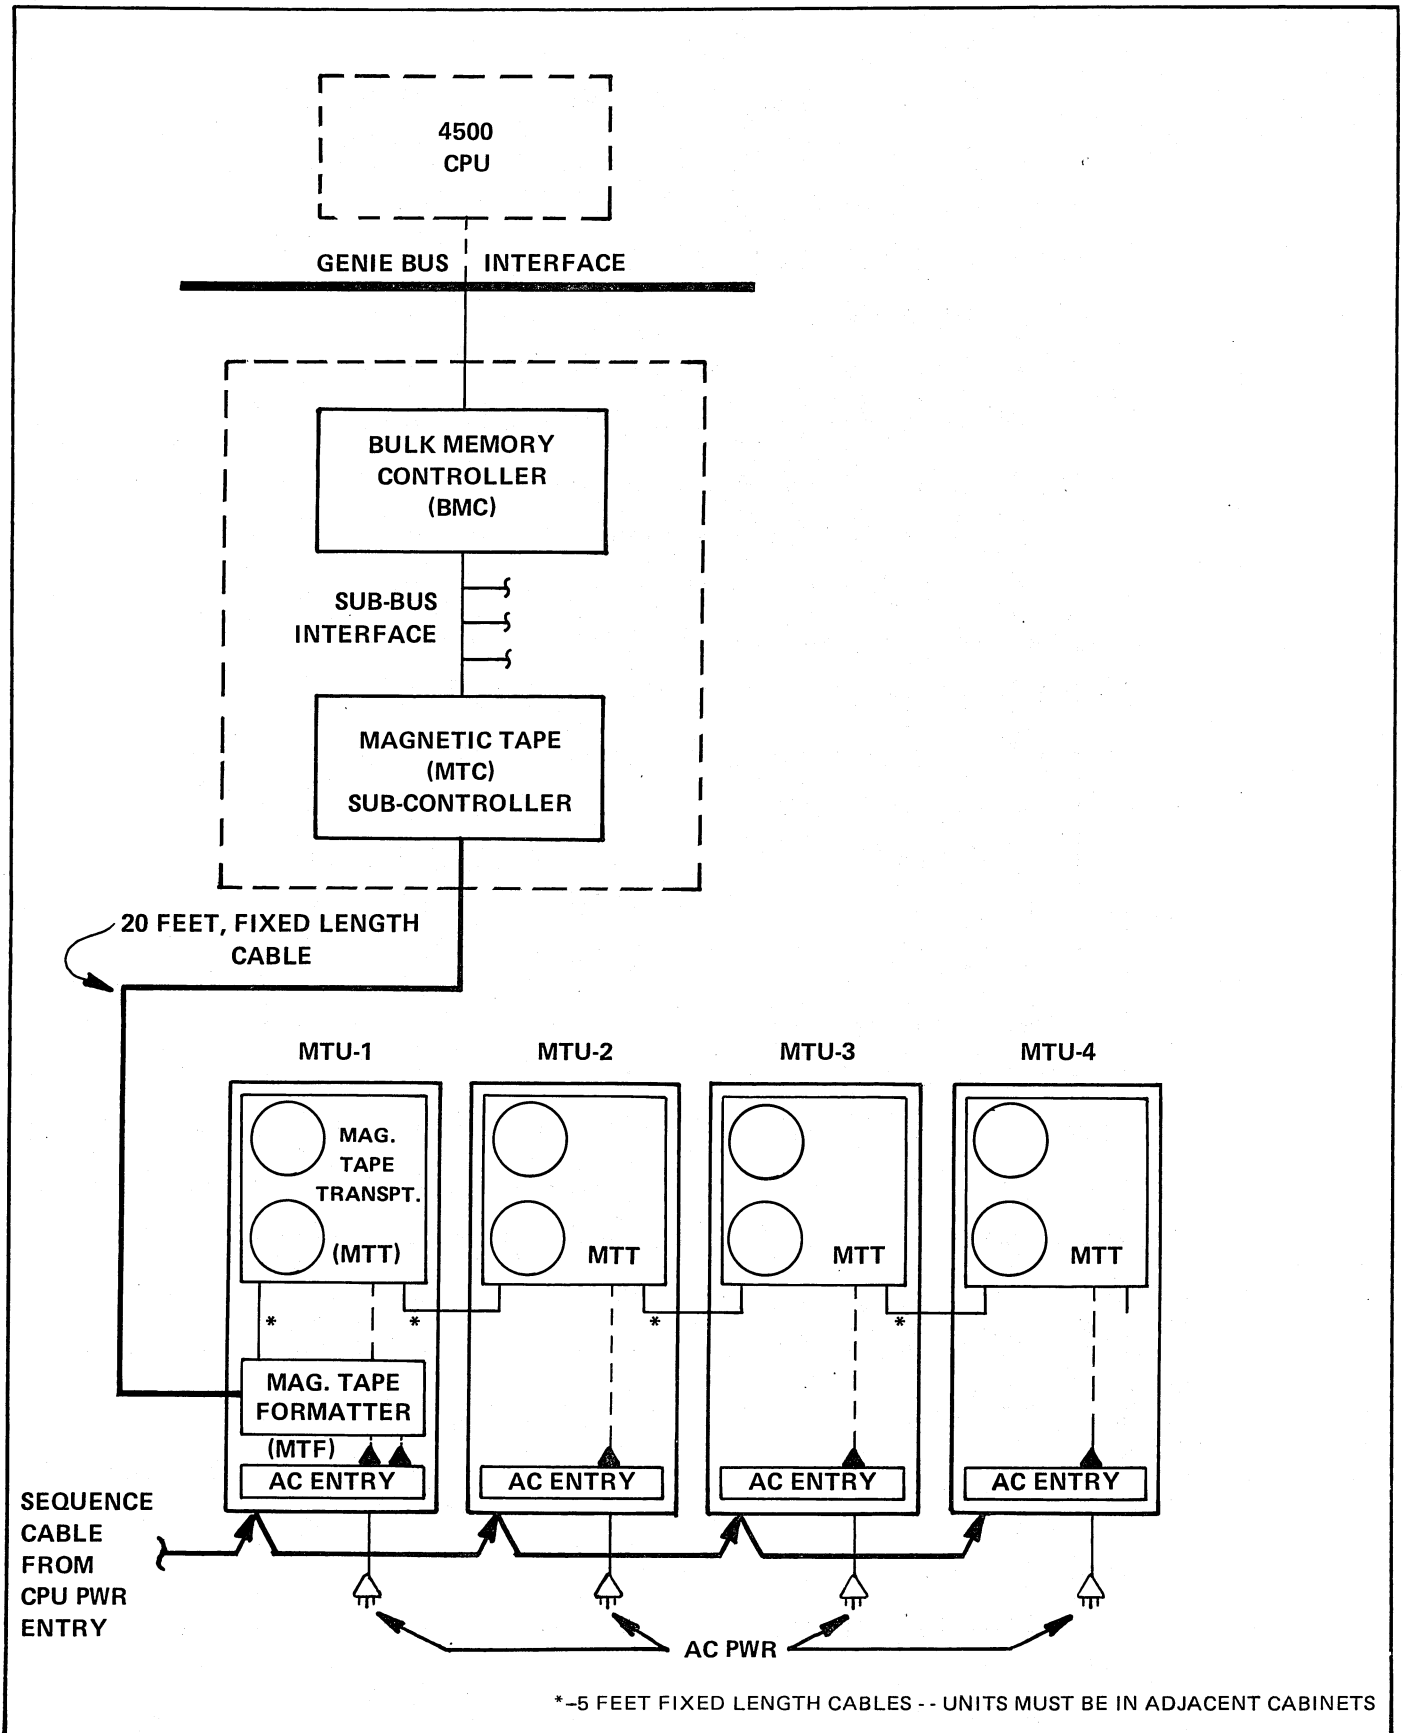 4500
CPU
GENIE BUS INTERFACE
BULK MEMORY
CONTROLLER
(BMC)
SUB-BUS
INTERFACE
MAGNETIC TAPE
(MTC)
SUB-CONTROLLER
20 FEET, FIXED LENGTH
CABLE
MTU-1
MTU-2
MTU-3
MTU-4
MAG.
TAPE
TRANSPT.
(MTT)
MTT
MTT
MTT
*
*
*
*
MAG. TAPE
FORMATTER
(MTF)
AC ENTRY
AC ENTRY
AC ENTRY
AC ENTRY
SEQUENCE
CABLE
FROM
CPU PWR
ENTRY
AC PWR
*-5 FEET FIXED LENGTH CABLES -- UNITS MUST BE IN ADJACENT CABINETS